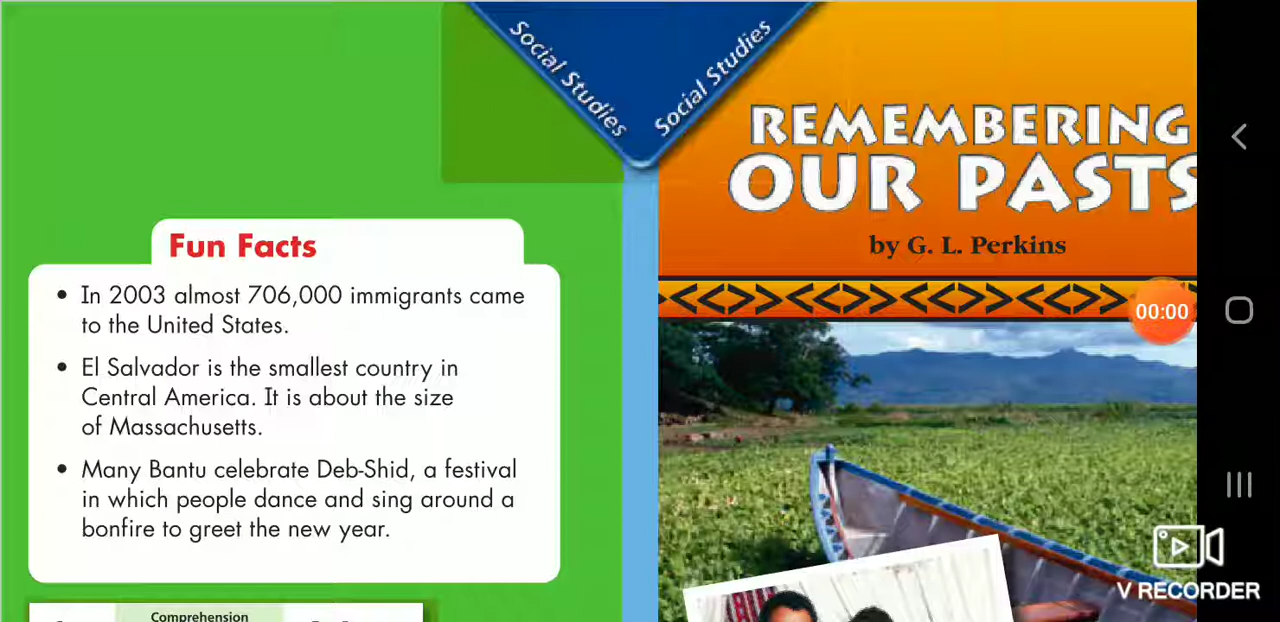 Social Studies
Social Studies
REMEMBERING
OUR PASTS
by G. L. Perkins
Fun Facts
• In 2003 almost 706,000 immigrants came
to the United States.
• El Salvador is the smallest country in
Central America. It is about the size
of Massachusetts.
• Many Bantu celebrate Deb-Shid, a festival
in which people dance and sing around a
bonfire to greet the new year.
Comprehension
00:00
V RECORDER